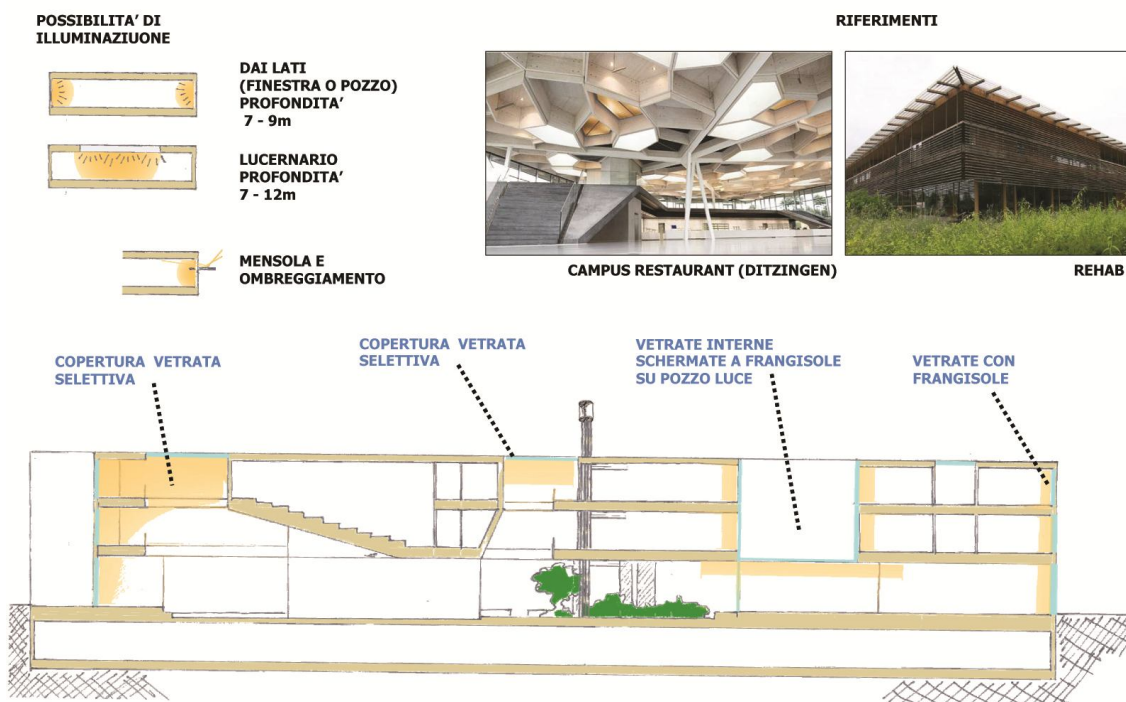 POSSIBILITA' DI
ILLUMINAZIUONE
DAI LATI
(FINESTRA O POZZO)
PROFONDITA'
7 - 9m
LUCERNARIO
PROFONDITA'
7 - 12m
MENSOLA E
OMBREGGIAMENTO
RIFERIMENTI
CAMPUS RESTAURANT (DITZINGEN)
REHAB
COPERTURA VETRATA
SELETTIVA
COPERTURA VETRATA
SELETTIVA
VETRATE INTERNE
SCHERMATE A FRANGISOLE
SU POZZO LUCE
VETRATE CON
FRANGISOLE